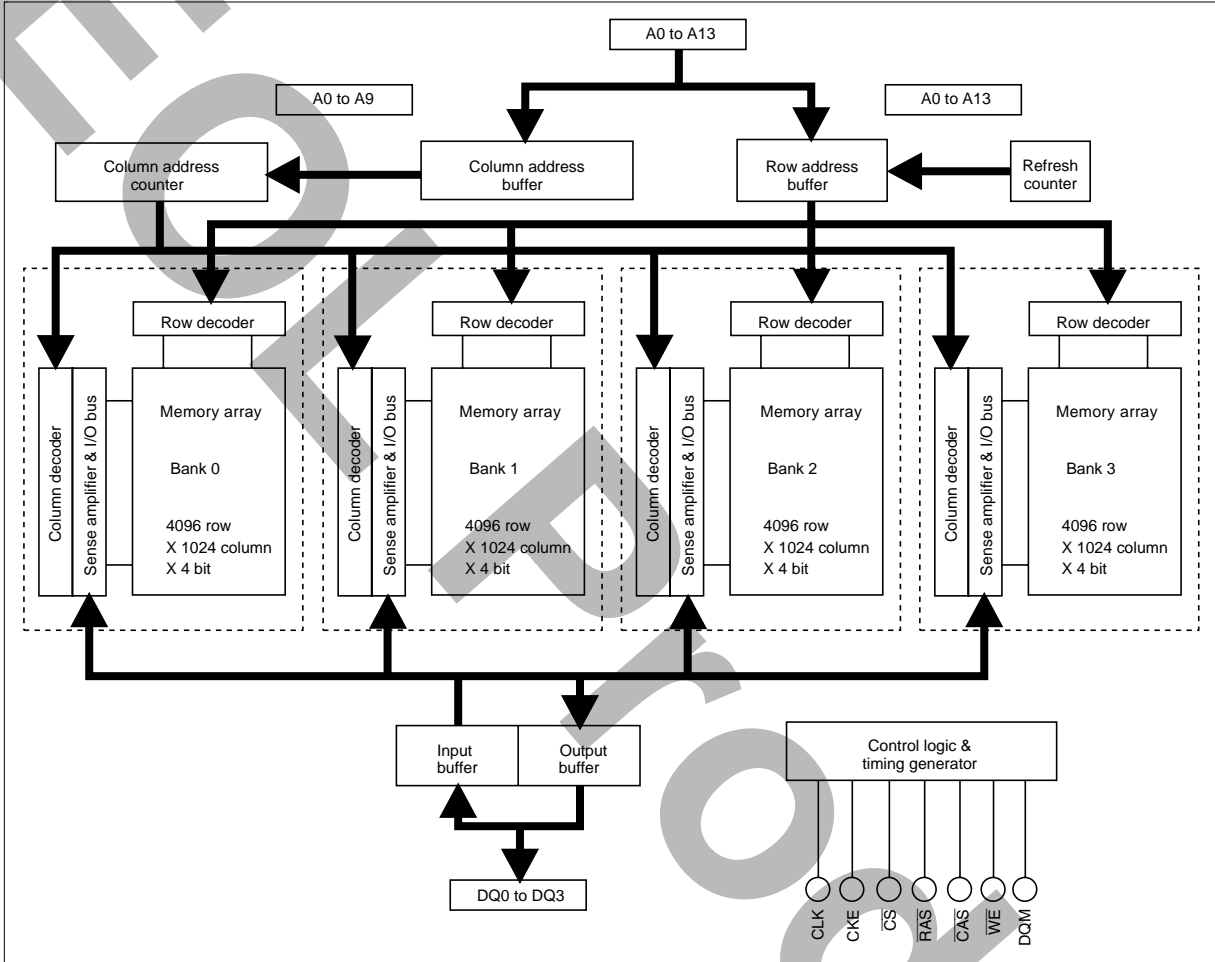 A0 to A13
A0 to A9
A0 to A13
Column address
counter
Column address
buffer
Row address
buffer
Refresh
counter
Row decoder
Row decoder
Row decoder
Row decoder
Column decoder
Sense amplifier & I/O bus
Memory array
Bank 0
4096 row
X 1024 column
X 4 bit
Column decoder
Sense amplifier & I/O bus
Memory array
Bank 1
4096 row
X 1024 column
X 4 bit
Column decoder
Sense amplifier & I/O bus
Memory array
Bank 2
4096 row
X 1024 column
X 4 bit
Column decoder
Sense amplifier & I/O bus
Memory array
Bank 3
4096 row
X 1024 column
X 4 bit
Input
buffer
Output
buffer
Control logic &
timing generator
DQ0 to DQ3
CLK
CKE
CS
RAS
CAS
WE
DQM